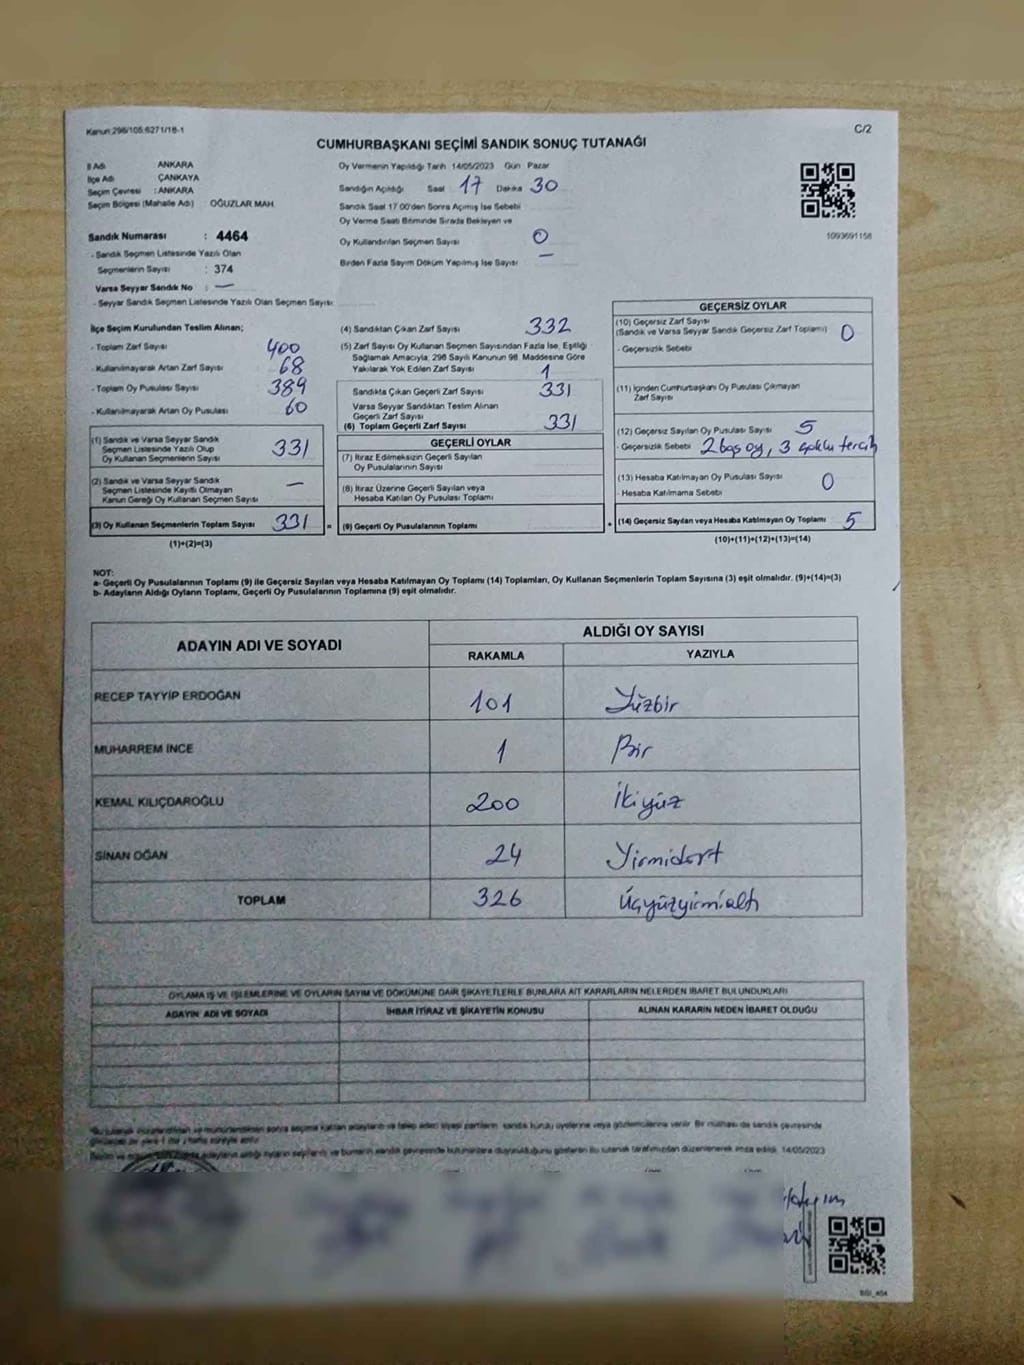 Kanun:298/105;6271/18-1
C/2
CUMHURBAŞKANI SEÇİMİ SANDIK SONUÇ TUTANAĞI
İl Adı ANKARA
İlçe Adı ÇANKAYA
Seçim Çevresi : ANKARA
Seçim Bölgesi (Mahalle Adı) OĞUZLAR MAH.
Sandık Numarası : 4464
- Sandık Seçmen Listesinde Yazılı Olan
Seçmenlerin Sayısı : 374
Varsa Seyyar Sandık No : —
- Seyyar Sandık Seçmen Listesinde Yazılı Olan Seçmen Sayısı:
Oy Vermenin Yapıldığı Tarih 14/05/2023 Gün Pazar
Sandığın Açıldığı Saat 17 Dakika 30
Sandık Saat 17.00'den Sonra Açılmış İse Sebebi
Oy Verme Saati Bitiminde Sırada Bekleyen ve
Oy Kullandırılan Seçmen Sayısı 0
Birden Fazla Sayım Döküm Yapılmış İse Sayısı —
1093691158
İlçe Seçim Kurulundan Teslim Alınan;
- Toplam Zarf Sayısı 400
- Kullanılmayarak Artan Zarf Sayısı 68
- Toplam Oy Pusulası Sayısı 389
- Kullanılmayarak Artan Oy Pusulası 60
(1) Sandık ve Varsa Seyyar Sandık
Seçmen Listesinde Yazılı Olup
Oy Kullanan Seçmenlerin Sayısı 331
(2) Sandık ve Varsa Seyyar Sandık
Seçmen Listesinde Kayıtlı Olmayan
Kanun Gereği Oy Kullanan Seçmen Sayısı —
(3) Oy Kullanan Seçmenlerin Toplam Sayısı 331 =
(1)+(2)=(3)
(4) Sandıktan Çıkan Zarf Sayısı 332
(5) Zarf Sayısı Oy Kullanan Seçmen Sayısından Fazla İse, Eşitliği
Sağlamak Amacıyla, 298 Sayılı Kanunun 98. Maddesine Göre
Yakılarak Yok Edilen Zarf Sayısı 1
Sandıkta Çıkan Geçerli Zarf Sayısı 331
Varsa Seyyar Sandıktan Teslim Alınan
Geçerli Zarf Sayısı
(6) Toplam Geçerli Zarf Sayısı 331
GEÇERLİ OYLAR
(7) İtiraz Edilmeksizin Geçerli Sayılan
Oy Pusulalarının Sayısı
(8) İtiraz Üzerine Geçerli Sayılan veya
Hesaba Katılan Oy Pusulası Toplamı
(9) Geçerli Oy Pusulalarının Toplamı +
GEÇERSİZ OYLAR
(10) Geçersiz Zarf Sayısı
(Sandık ve Varsa Seyyar Sandık Geçersiz Zarf Toplamı) 0
- Geçersizlik Sebebi
(11) İçinden Cumhurbaşkanı Oy Pusulası Çıkmayan
Zarf Sayısı
(12) Geçersiz Sayılan Oy Pusulası Sayısı 5
- Geçersizlik Sebebi 2 boş oy, 3 çoklu tercih
(13) Hesaba Katılmayan Oy Pusulası Sayısı 0
- Hesaba Katılmama Sebebi
(14) Geçersiz Sayılan veya Hesaba Katılmayan Oy Toplamı 5
(10)+(11)+(12)+(13)=(14)
NOT:
a- Geçerli Oy Pusulalarının Toplamı (9) ile Geçersiz Sayılan veya Hesaba Katılmayan Oy Toplamı (14) Toplamları, Oy Kullanan Seçmenlerin Toplam Sayısına (3) eşit olmalıdır. (9)+(14)=(3)
b- Adayların Aldığı Oyların Toplamı, Geçerli Oy Pusulalarının Toplamına (9) eşit olmalıdır.
ADAYIN ADI VE SOYADI ALDIĞI OY SAYISI
RAKAMLA YAZIYLA
RECEP TAYYİP ERDOĞAN 101 Yüzbir
MUHARREM İNCE 1 Bir
KEMAL KILIÇDAROĞLU 200 İkiyüz
SİNAN OĞAN 24 Yirmidört
TOPLAM 326 Üçyüzyirmialtı
OYLAMA İŞ VE İŞLEMLERİNE VE OYLARIN SAYIM VE DÖKÜMÜNE DAİR ŞİKAYETLERLE BUNLARA AİT KARARLARIN NELERDEN İBARET BULUNDUKLARI
ADAYIN ADI VE SOYADI İHBAR İTİRAZ VE ŞİKAYETİN KONUSU ALINAN KARARIN NEDEN İBARET OLDUĞU